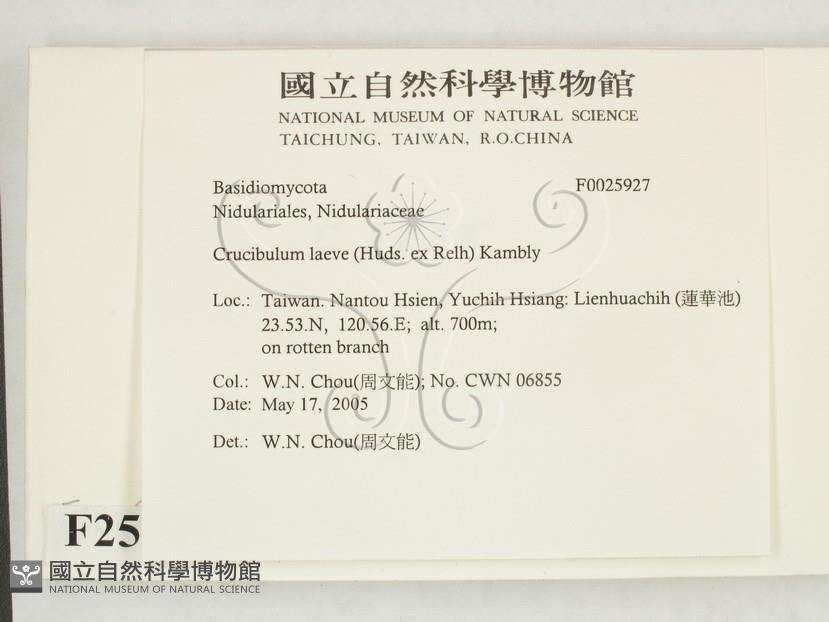 國立自然科學博物館
NATIONAL MUSEUM OF NATURAL SCIENCE
TAICHUNG, TAIWAN, R.O.CHINA
Basidiomycota F0025927
Nidulariales, Nidulariaceae
Crucibulum laeve (Huds. ex Relh) Kambly
Loc.: Taiwan. Nantou Hsien, Yuchih Hsiang: Lienhuachih (蓮華池)
23.53.N, 120.56.E; alt. 700m;
on rotten branch
Col.: W.N. Chou(周文能); No. CWN 06855
Date: May 17, 2005
Det.: W.N. Chou(周文能)
F25
國立自然科學博物館
NATIONAL MUSEUM OF NATURAL SCIENCE